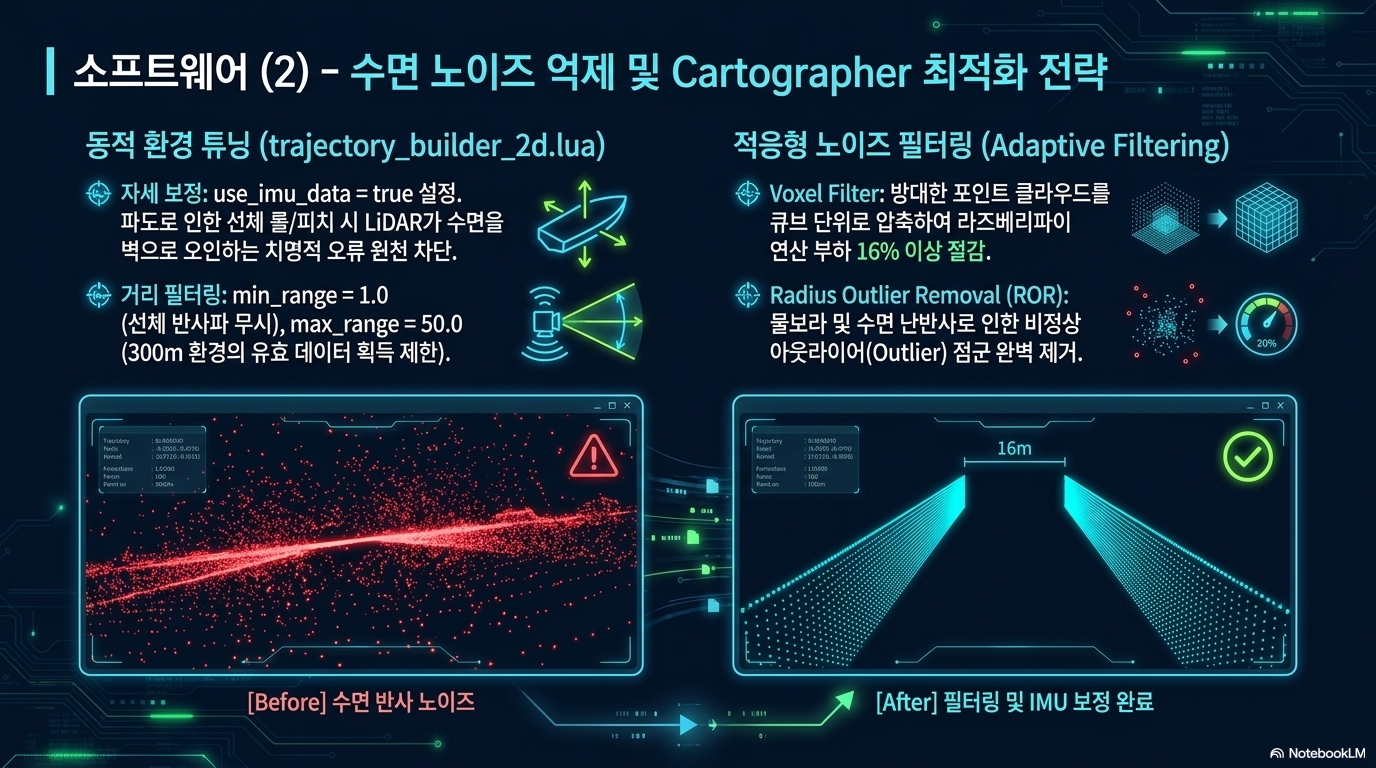 소프트웨어 (2) – 수면 노이즈 억제 및 Cartographer 최적화 전략
동적 환경 튜닝 (trajectory_builder_2d.lua)
자세 보정: use_imu_data = true 설정.
파도로 인한 선체 롤/피치 시 LiDAR가 수면을
벽으로 오인하는 치명적 오류 원천 차단.
거리 필터링: min_range = 1.0
(선체 반사파 무시), max_range = 50.0
(300m 환경의 유효 데이터 획득 제한).
적응형 노이즈 필터링 (Adaptive Filtering)
Voxel Filter: 방대한 포인트 클라우드를
큐브 단위로 압축하여 라즈베리파이
연산 부하 16% 이상 절감.
Radius Outlier Removal (ROR):
물보라 및 수면 난반사로 인한 비정상
아웃라이어(Outlier) 점군 완벽 제거.
20%
16m
[Before] 수면 반사 노이즈
[After] 필터링 및 IMU 보정 완료
NotebookLM